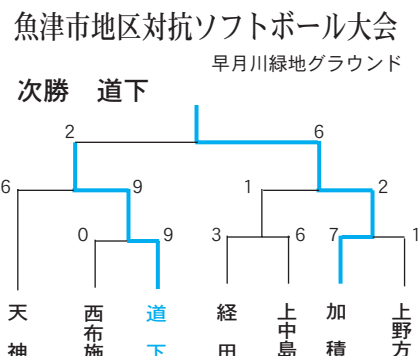 魚津市地区対抗ソフトボール大会
早月川緑地グラウンド
次勝 道下
2 6
6 9 1 2
0 9 3 6 7 1
天神
西布施
道下
経田
上中島
加積
上野方